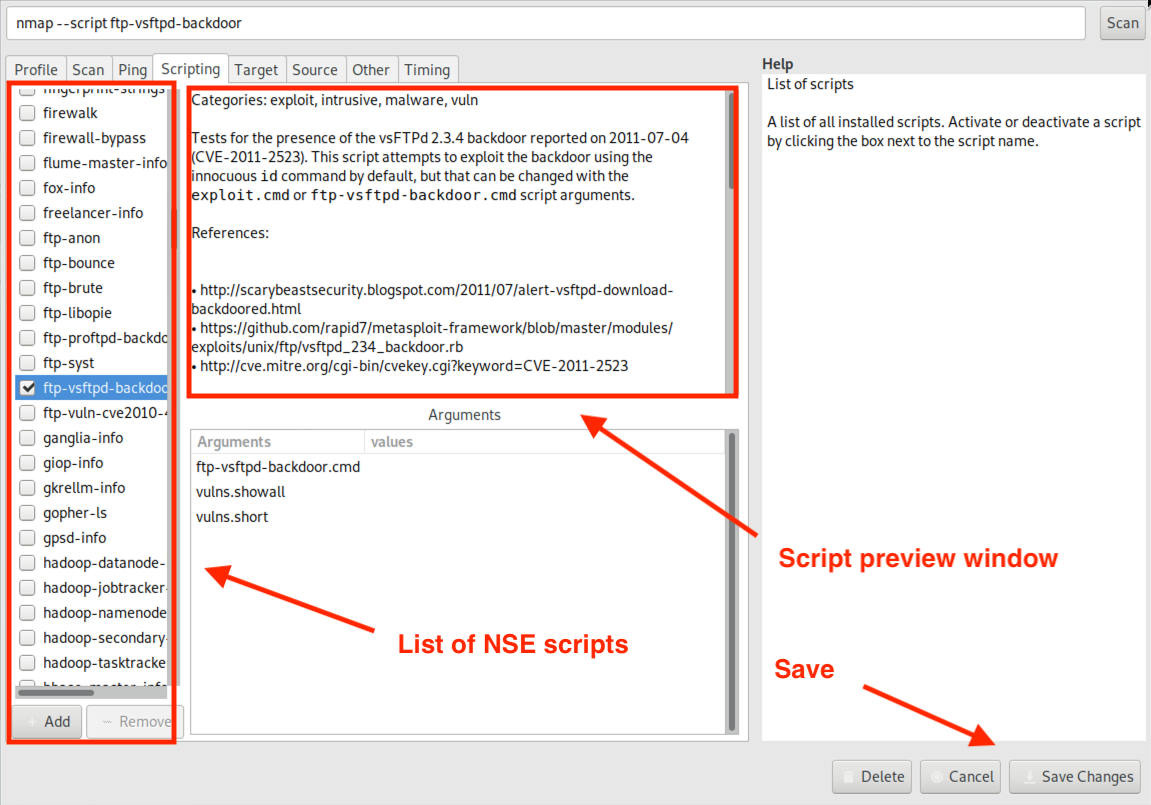 nmap --script ftp-vsftpd-backdoor
Scan
Profile Scan Ping Scripting Target Source Other Timing
fingerprint-strings
firewalk
firewall-bypass
flume-master-info
fox-info
freelancer-info
ftp-anon
ftp-bounce
ftp-brute
ftp-libopie
ftp-proftpd-backdo
ftp-syst
ftp-vsftpd-backdoo
ftp-vuln-cve2010-4
ganglia-info
giop-info
gkrellm-info
gopher-ls
gpsd-info
hadoop-datanode-
hadoop-jobtracker-
hadoop-namenode
hadoop-secondary-
hadoop-tasktracke
hbase-master-info
Add Remove
Categories: exploit, intrusive, malware, vuln
Tests for the presence of the vsFTPd 2.3.4 backdoor reported on 2011-07-04
(CVE-2011-2523). This script attempts to exploit the backdoor using the
innocuous id command by default, but that can be changed with the
exploit.cmd or ftp-vsftpd-backdoor.cmd script arguments.
References:
• http://scarybeastsecurity.blogspot.com/2011/07/alert-vsftpd-download-
backdoored.html
• https://github.com/rapid7/metasploit-framework/blob/master/modules/
exploits/unix/ftp/vsftpd_234_backdoor.rb
• http://cve.mitre.org/cgi-bin/cvekey.cgi?keyword=CVE-2011-2523
Arguments
Arguments values
ftp-vsftpd-backdoor.cmd
vulns.showall
vulns.short
Help
List of scripts
A list of all installed scripts. Activate or deactivate a script
by clicking the box next to the script name.
Script preview window
List of NSE scripts
Save
Delete Cancel Save Changes